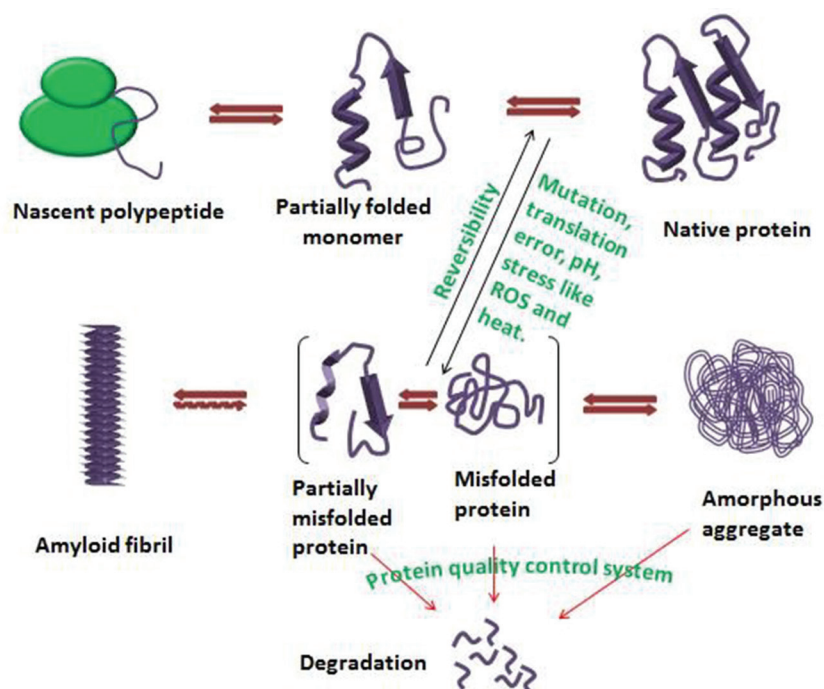 Nascent polypeptide
Partially folded
monomer
Native protein
Reversibility
Mutation,
translation
error, pH,
stress like
ROS and
heat.
Amyloid fibril
Partially
misfolded
protein
Misfolded
protein
Amorphous
aggregate
Protein quality control system
Degradation